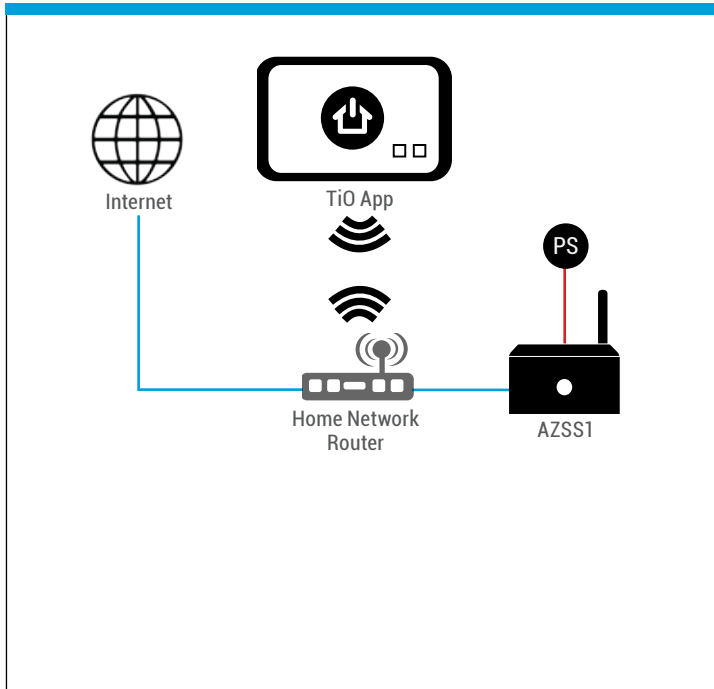 Internet
TiO App
PS
Home Network
Router
AZSS1